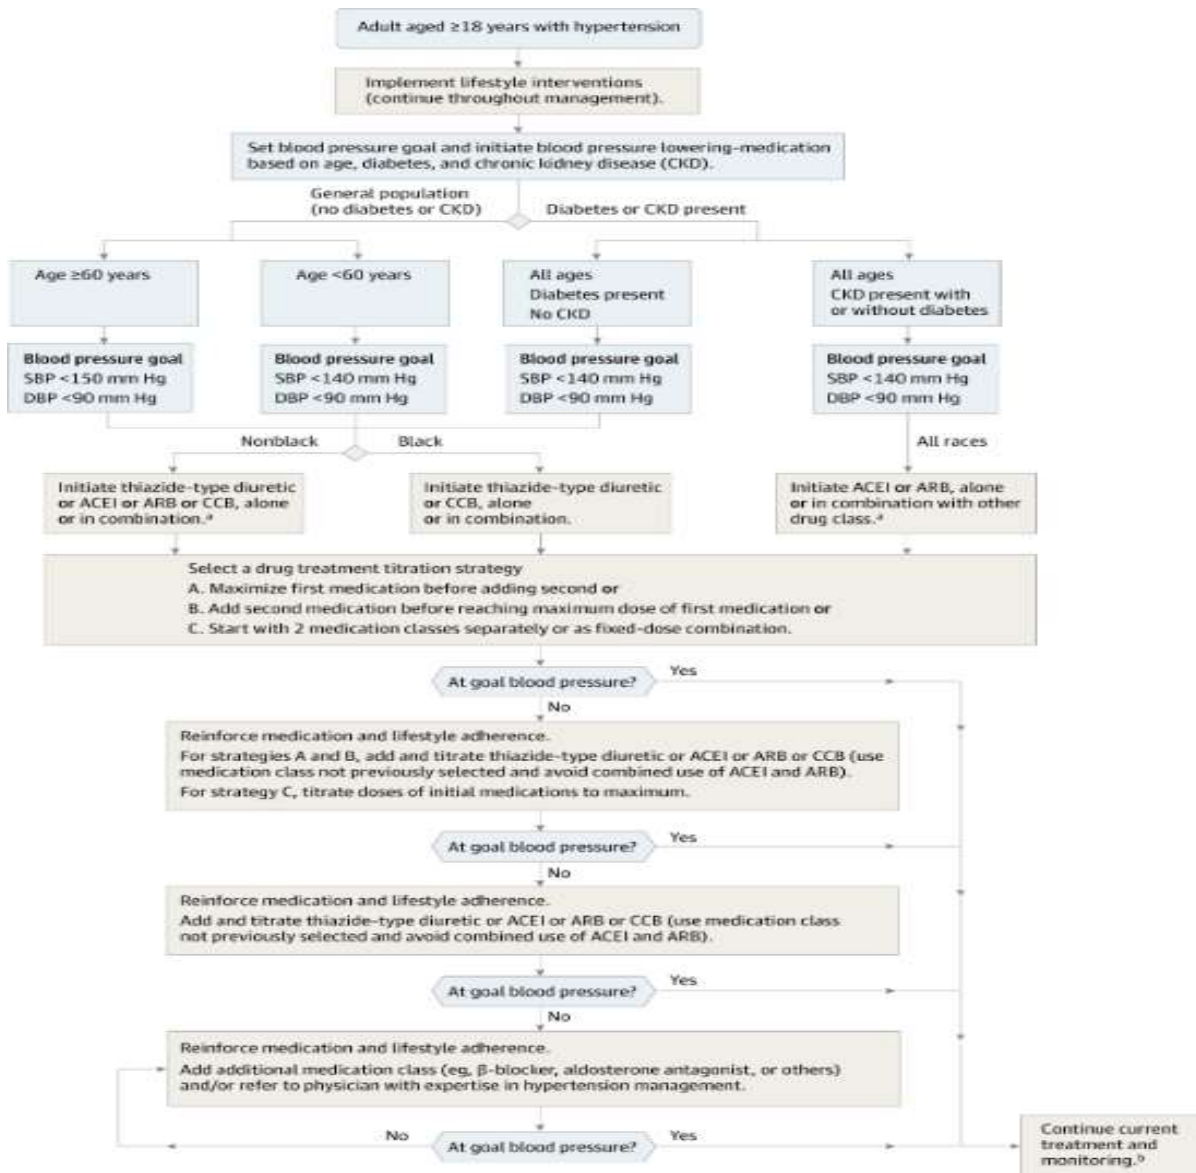 Adult aged ≥18 years with hypertension
Implement lifestyle interventions
(continue throughout management).
Set blood pressure goal and initiate blood pressure lowering-medication
based on age, diabetes, and chronic kidney disease (CKD).
General population
(no diabetes or CKD)
Diabetes or CKD present
Age ≥60 years
Age <60 years
All ages
Diabetes present
No CKD
All ages
CKD present with
or without diabetes
Blood pressure goal
SBP <150 mm Hg
DBP <90 mm Hg
Blood pressure goal
SBP <140 mm Hg
DBP <90 mm Hg
Blood pressure goal
SBP <140 mm Hg
DBP <90 mm Hg
Blood pressure goal
SBP <140 mm Hg
DBP <90 mm Hg
Nonblack
Black
All races
Initiate thiazide-type diuretic
or ACEI or ARB or CCB, alone
or in combination.ᵃ
Initiate thiazide-type diuretic
or CCB, alone
or in combination.
Initiate ACEI or ARB, alone
or in combination with other
drug class.ᵃ
Select a drug treatment titration strategy
A. Maximize first medication before adding second or
B. Add second medication before reaching maximum dose of first medication or
C. Start with 2 medication classes separately or as fixed-dose combination.
At goal blood pressure?
Yes
No
Reinforce medication and lifestyle adherence.
For strategies A and B, add and titrate thiazide-type diuretic or ACEI or ARB or CCB (use
medication class not previously selected and avoid combined use of ACEI and ARB).
For strategy C, titrate doses of initial medications to maximum.
At goal blood pressure?
Yes
No
Reinforce medication and lifestyle adherence.
Add and titrate thiazide-type diuretic or ACEI or ARB or CCB (use medication class
not previously selected and avoid combined use of ACEI and ARB).
At goal blood pressure?
Yes
No
Reinforce medication and lifestyle adherence.
Add additional medication class (eg, β-blocker, aldosterone antagonist, or others)
and/or refer to physician with expertise in hypertension management.
No
At goal blood pressure?
Yes
Continue current
treatment and
monitoring.ᵇ